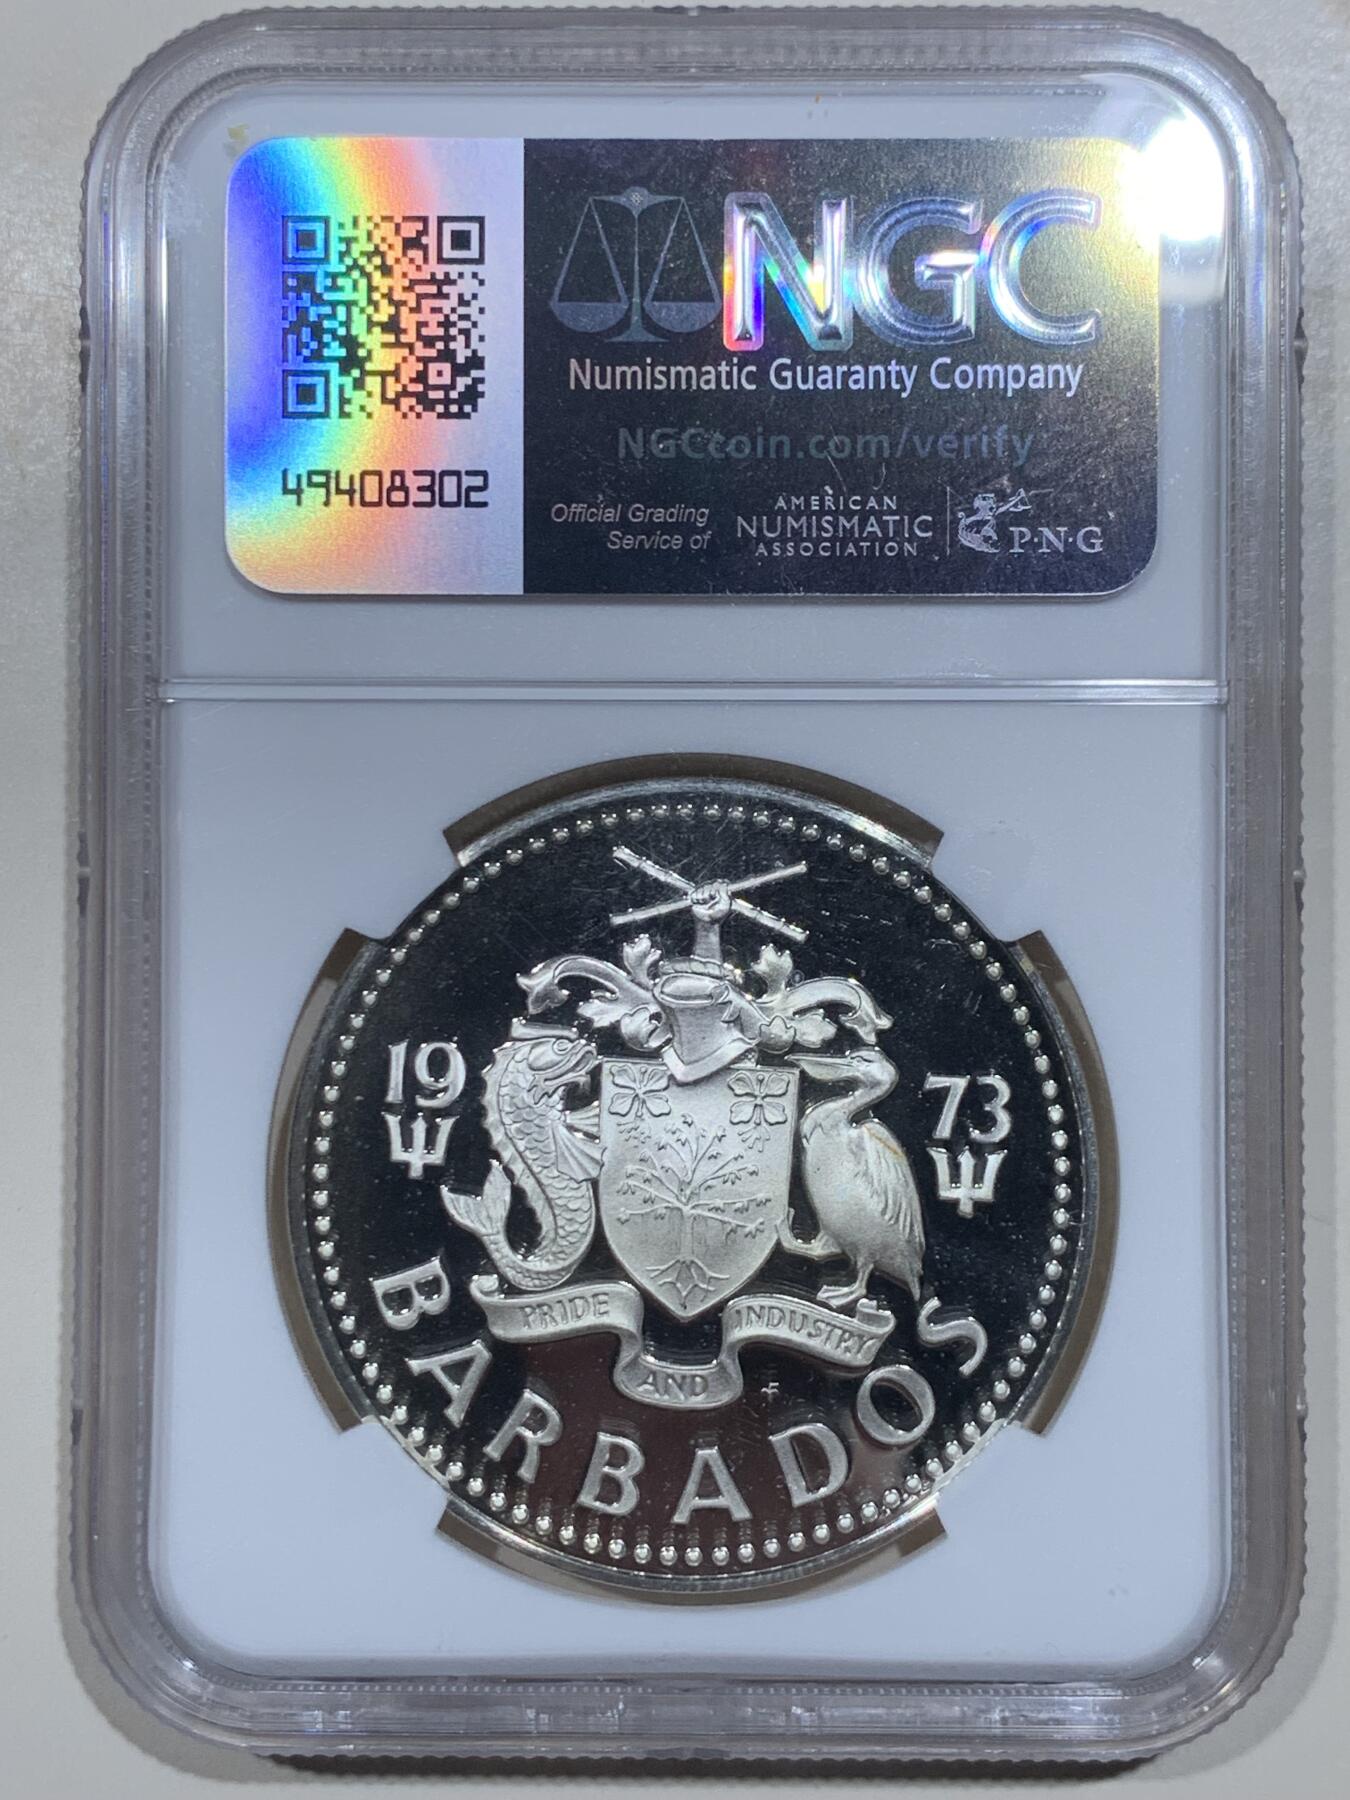 NGC
Numismatic Guaranty Company
NGCcoin.com/verify
49408302
Official Grading
Service of
AMERICAN
NUMISMATIC
ASSOCIATION
P·N·G
19
73
PRIDE
AND
INDUSTRY
F
BARBADOS